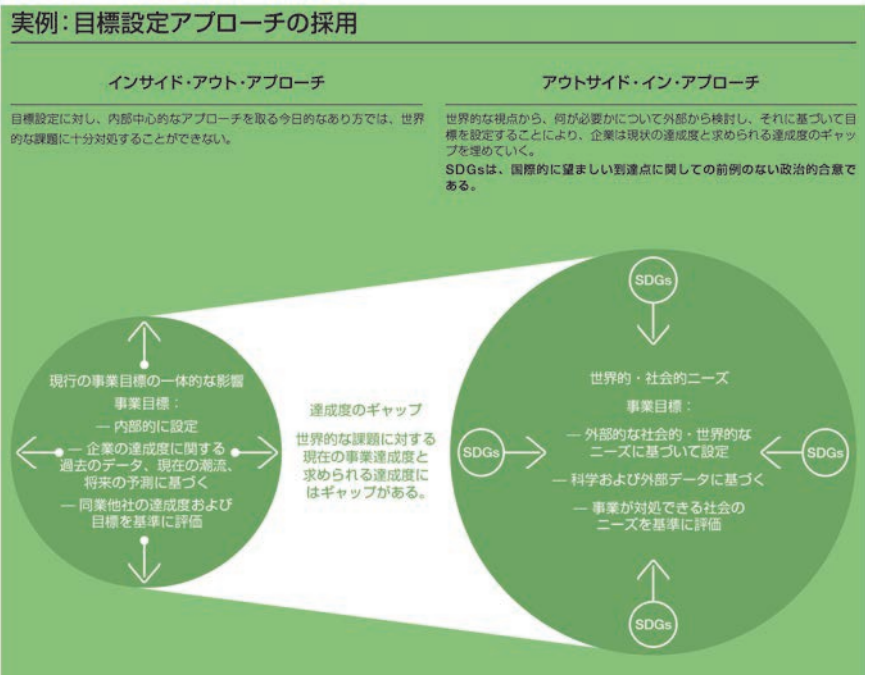 実例：目標設定アプローチの採用
インサイド・アウト・アプローチ
目標設定に対し、内部中心的なアプローチを取る今日的なあり方では、世界
的な課題に十分対処することができない。
アウトサイド・イン・アプローチ
世界的な視点から、何が必要かについて外部から検討し、それに基づいて目
標を設定することにより、企業は現状の達成度と求められる達成度のギャッ
プを埋めていく。
SDGsは、国際的に望ましい到達点に関しての前例のない政治的合意で
ある。
現行の事業目標の一体的な影響
事業目標：
― 内部的に設定
― 企業の達成度に関する
過去のデータ、現在の潮流、
将来の予測に基づく
― 同業他社の達成度および
目標を基準に評価
達成度のギャップ
世界的な課題に対する
現在の事業達成度と
求められる達成度に
はギャップがある。
SDGs
世界的・社会的ニーズ
事業目標：
― 外部的な社会的・世界的な
ニーズに基づいて設定
― 科学および外部データに基づく
― 事業が対処できる社会の
ニーズを基準に評価
SDGs
SDGs
SDGs